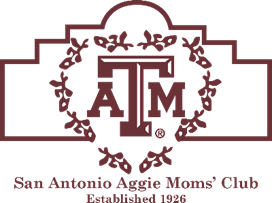 ATM
®
San Antonio Aggie Moms' Club
Established 1926